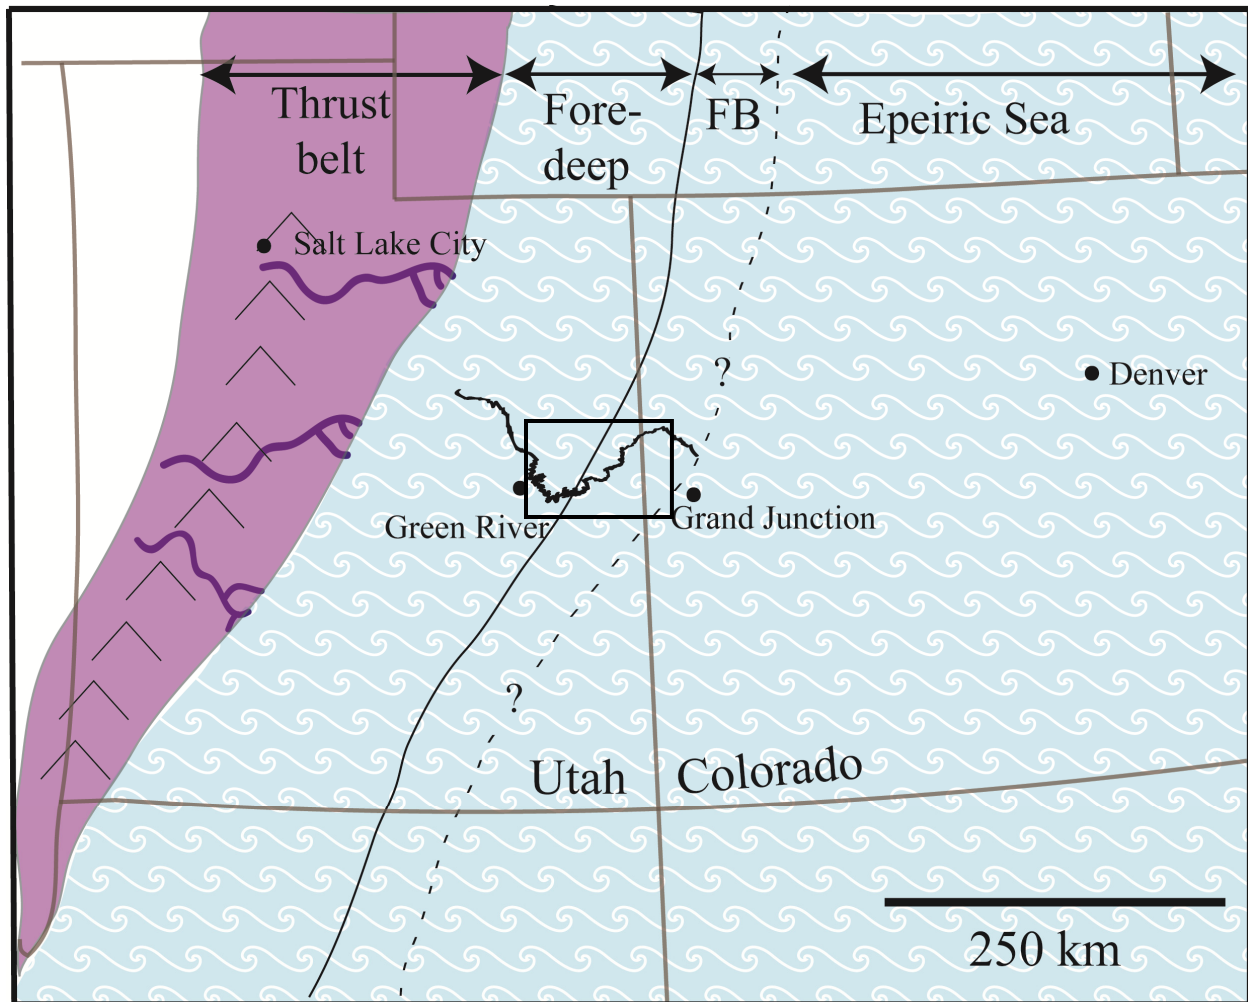 Thrust
belt
Fore-
deep
FB
Epeiric Sea
Salt Lake City
?
Denver
Green River
Grand Junction
?
Utah
Colorado
250 km